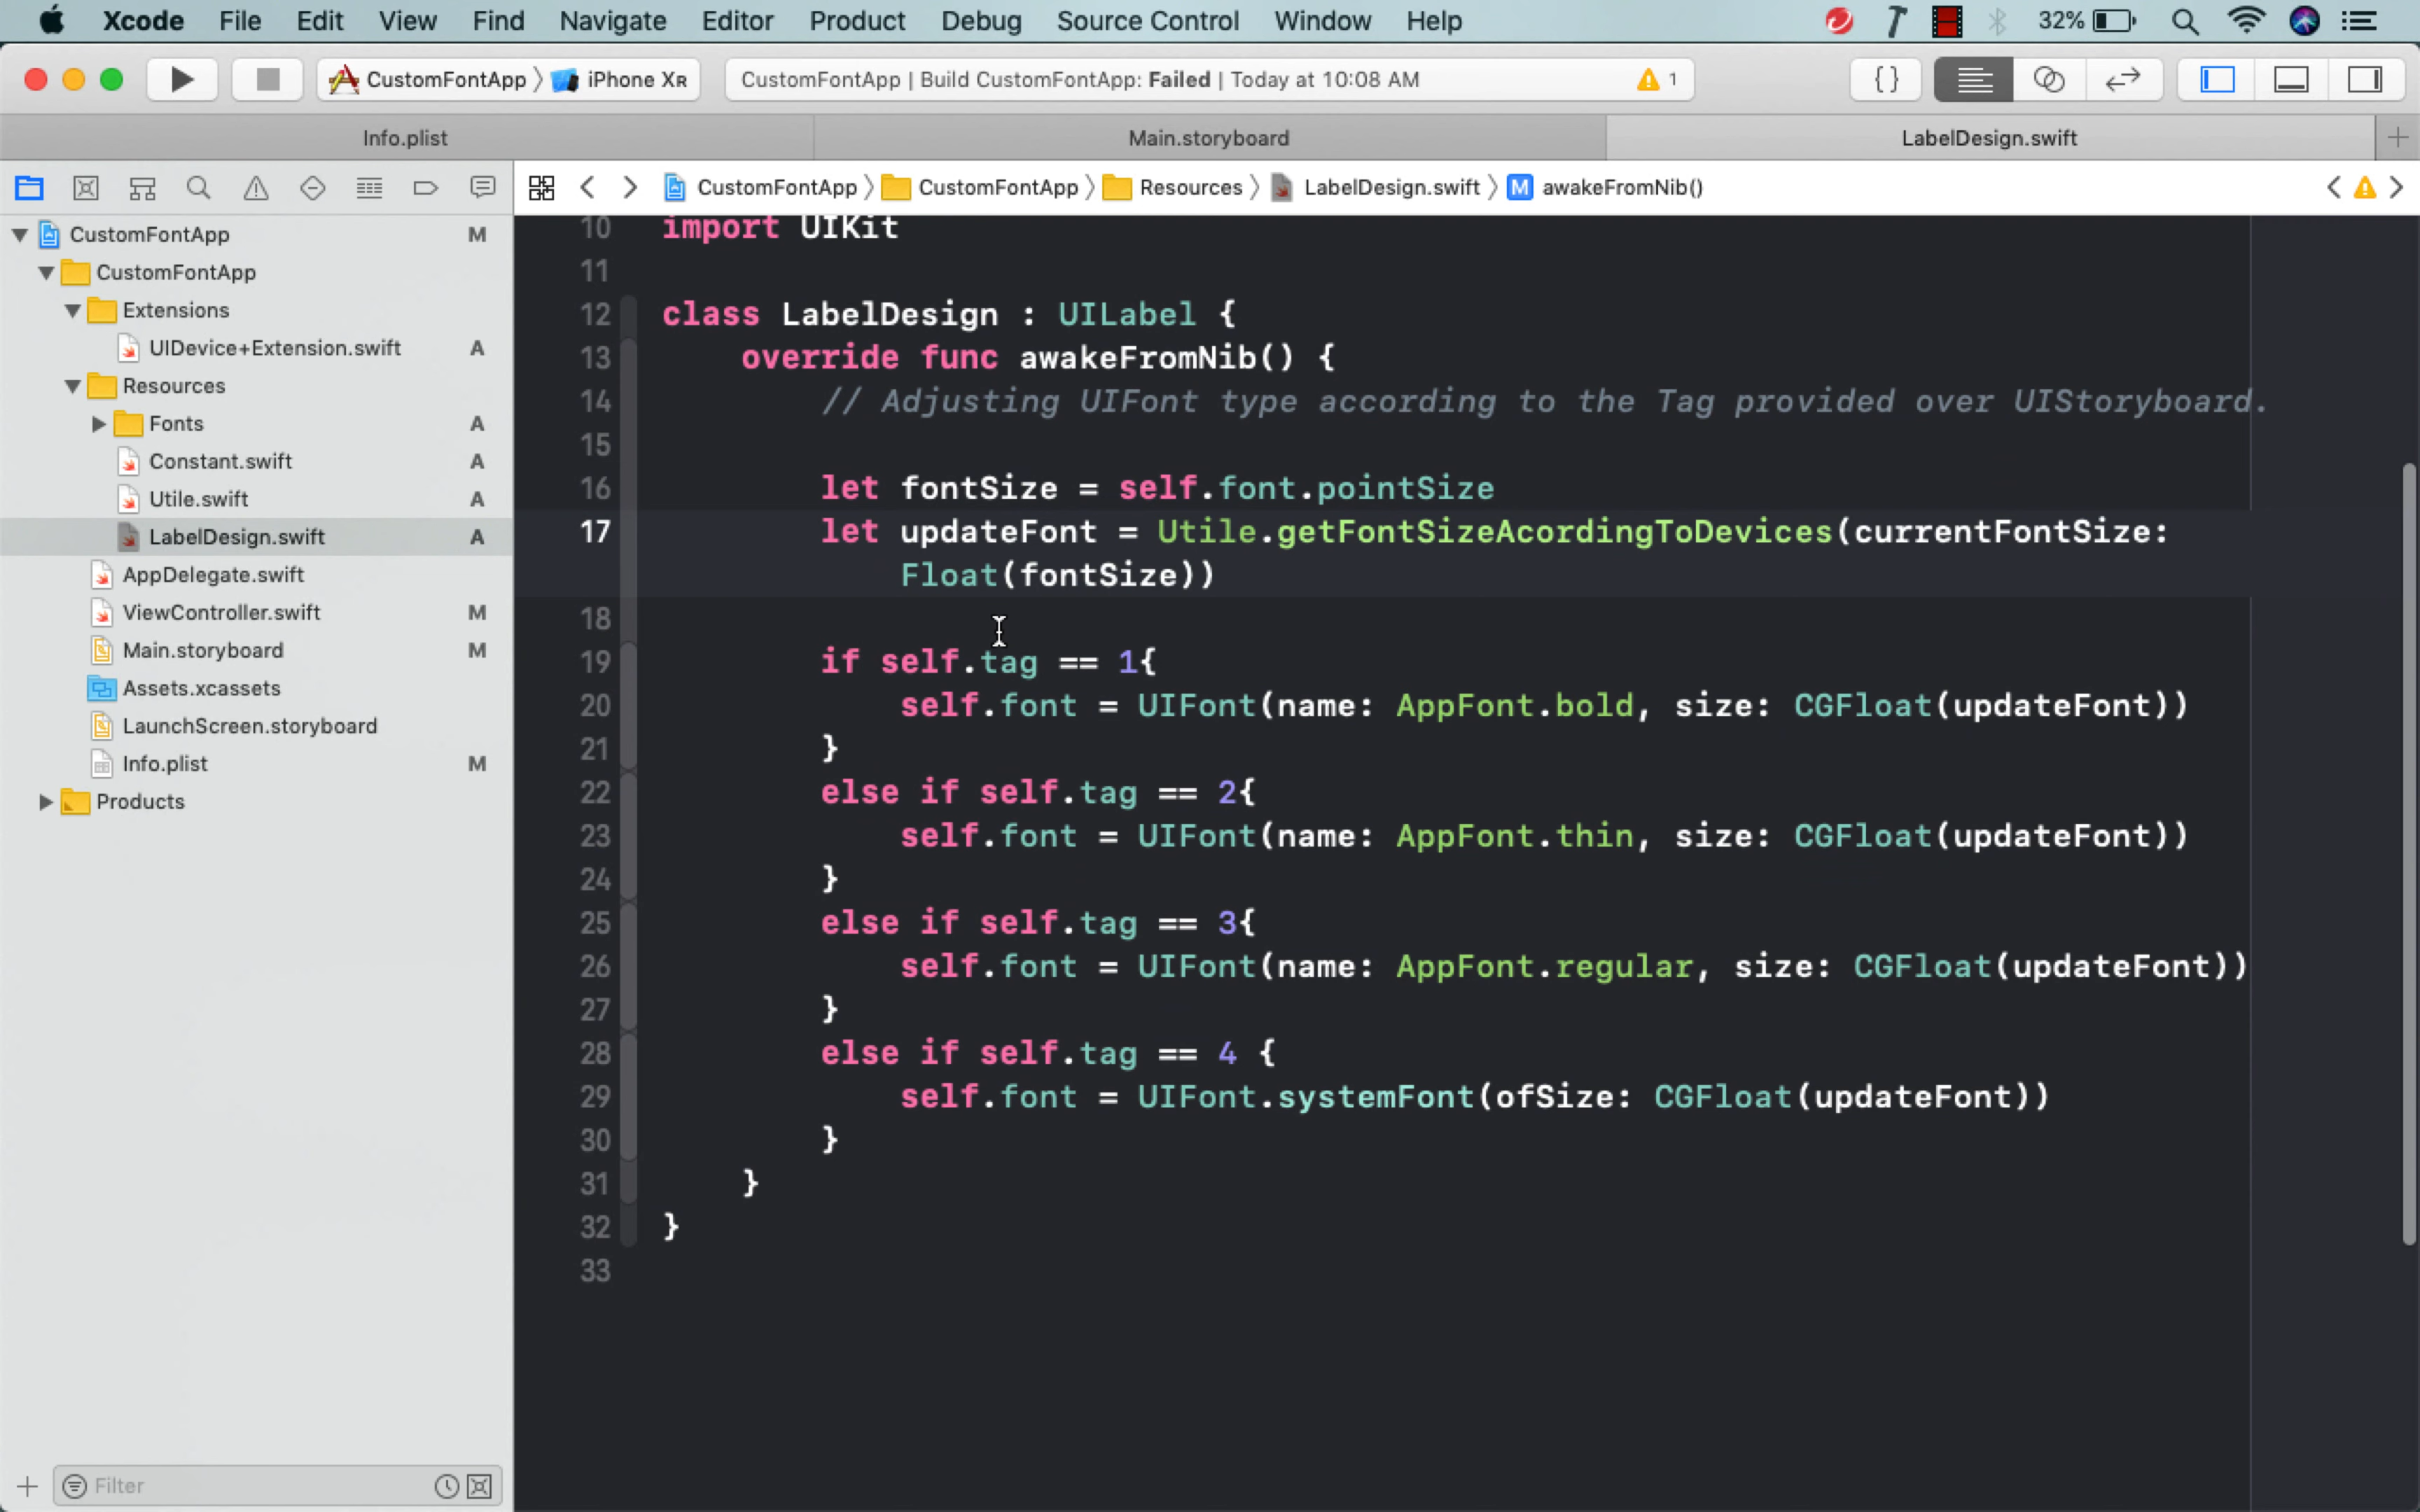 Xcode File Edit View Find Navigate Editor Product Debug Source Control Window Help 32%
CustomFontApp 〉 iPhone XR CustomFontApp | Build CustomFontApp: Failed | Today at 10:08 AM 1 {}
Info.plist Main.storyboard LabelDesign.swift
CustomFontApp 〉 CustomFontApp 〉 Resources 〉 LabelDesign.swift 〉 M awakeFromNib()
CustomFontApp M
CustomFontApp
Extensions
UIDevice+Extension.swift A
Resources
Fonts A
Constant.swift A
Utile.swift A
LabelDesign.swift A
AppDelegate.swift
ViewController.swift M
Main.storyboard M
Assets.xcassets
LaunchScreen.storyboard
Info.plist M
Products
Filter
10 import UIKit
11
12 class LabelDesign : UILabel {
13 override func awakeFromNib() {
14 // Adjusting UIFont type according to the Tag provided over UIStoryboard.
15
16 let fontSize = self.font.pointSize
17 let updateFont = Utile.getFontSizeAcordingToDevices(currentFontSize:
Float(fontSize))
18
19 if self.tag == 1{
20 self.font = UIFont(name: AppFont.bold, size: CGFloat(updateFont))
21 }
22 else if self.tag == 2{
23 self.font = UIFont(name: AppFont.thin, size: CGFloat(updateFont))
24 }
25 else if self.tag == 3{
26 self.font = UIFont(name: AppFont.regular, size: CGFloat(updateFont))
27 }
28 else if self.tag == 4 {
29 self.font = UIFont.systemFont(ofSize: CGFloat(updateFont))
30 }
31 }
32 }
33